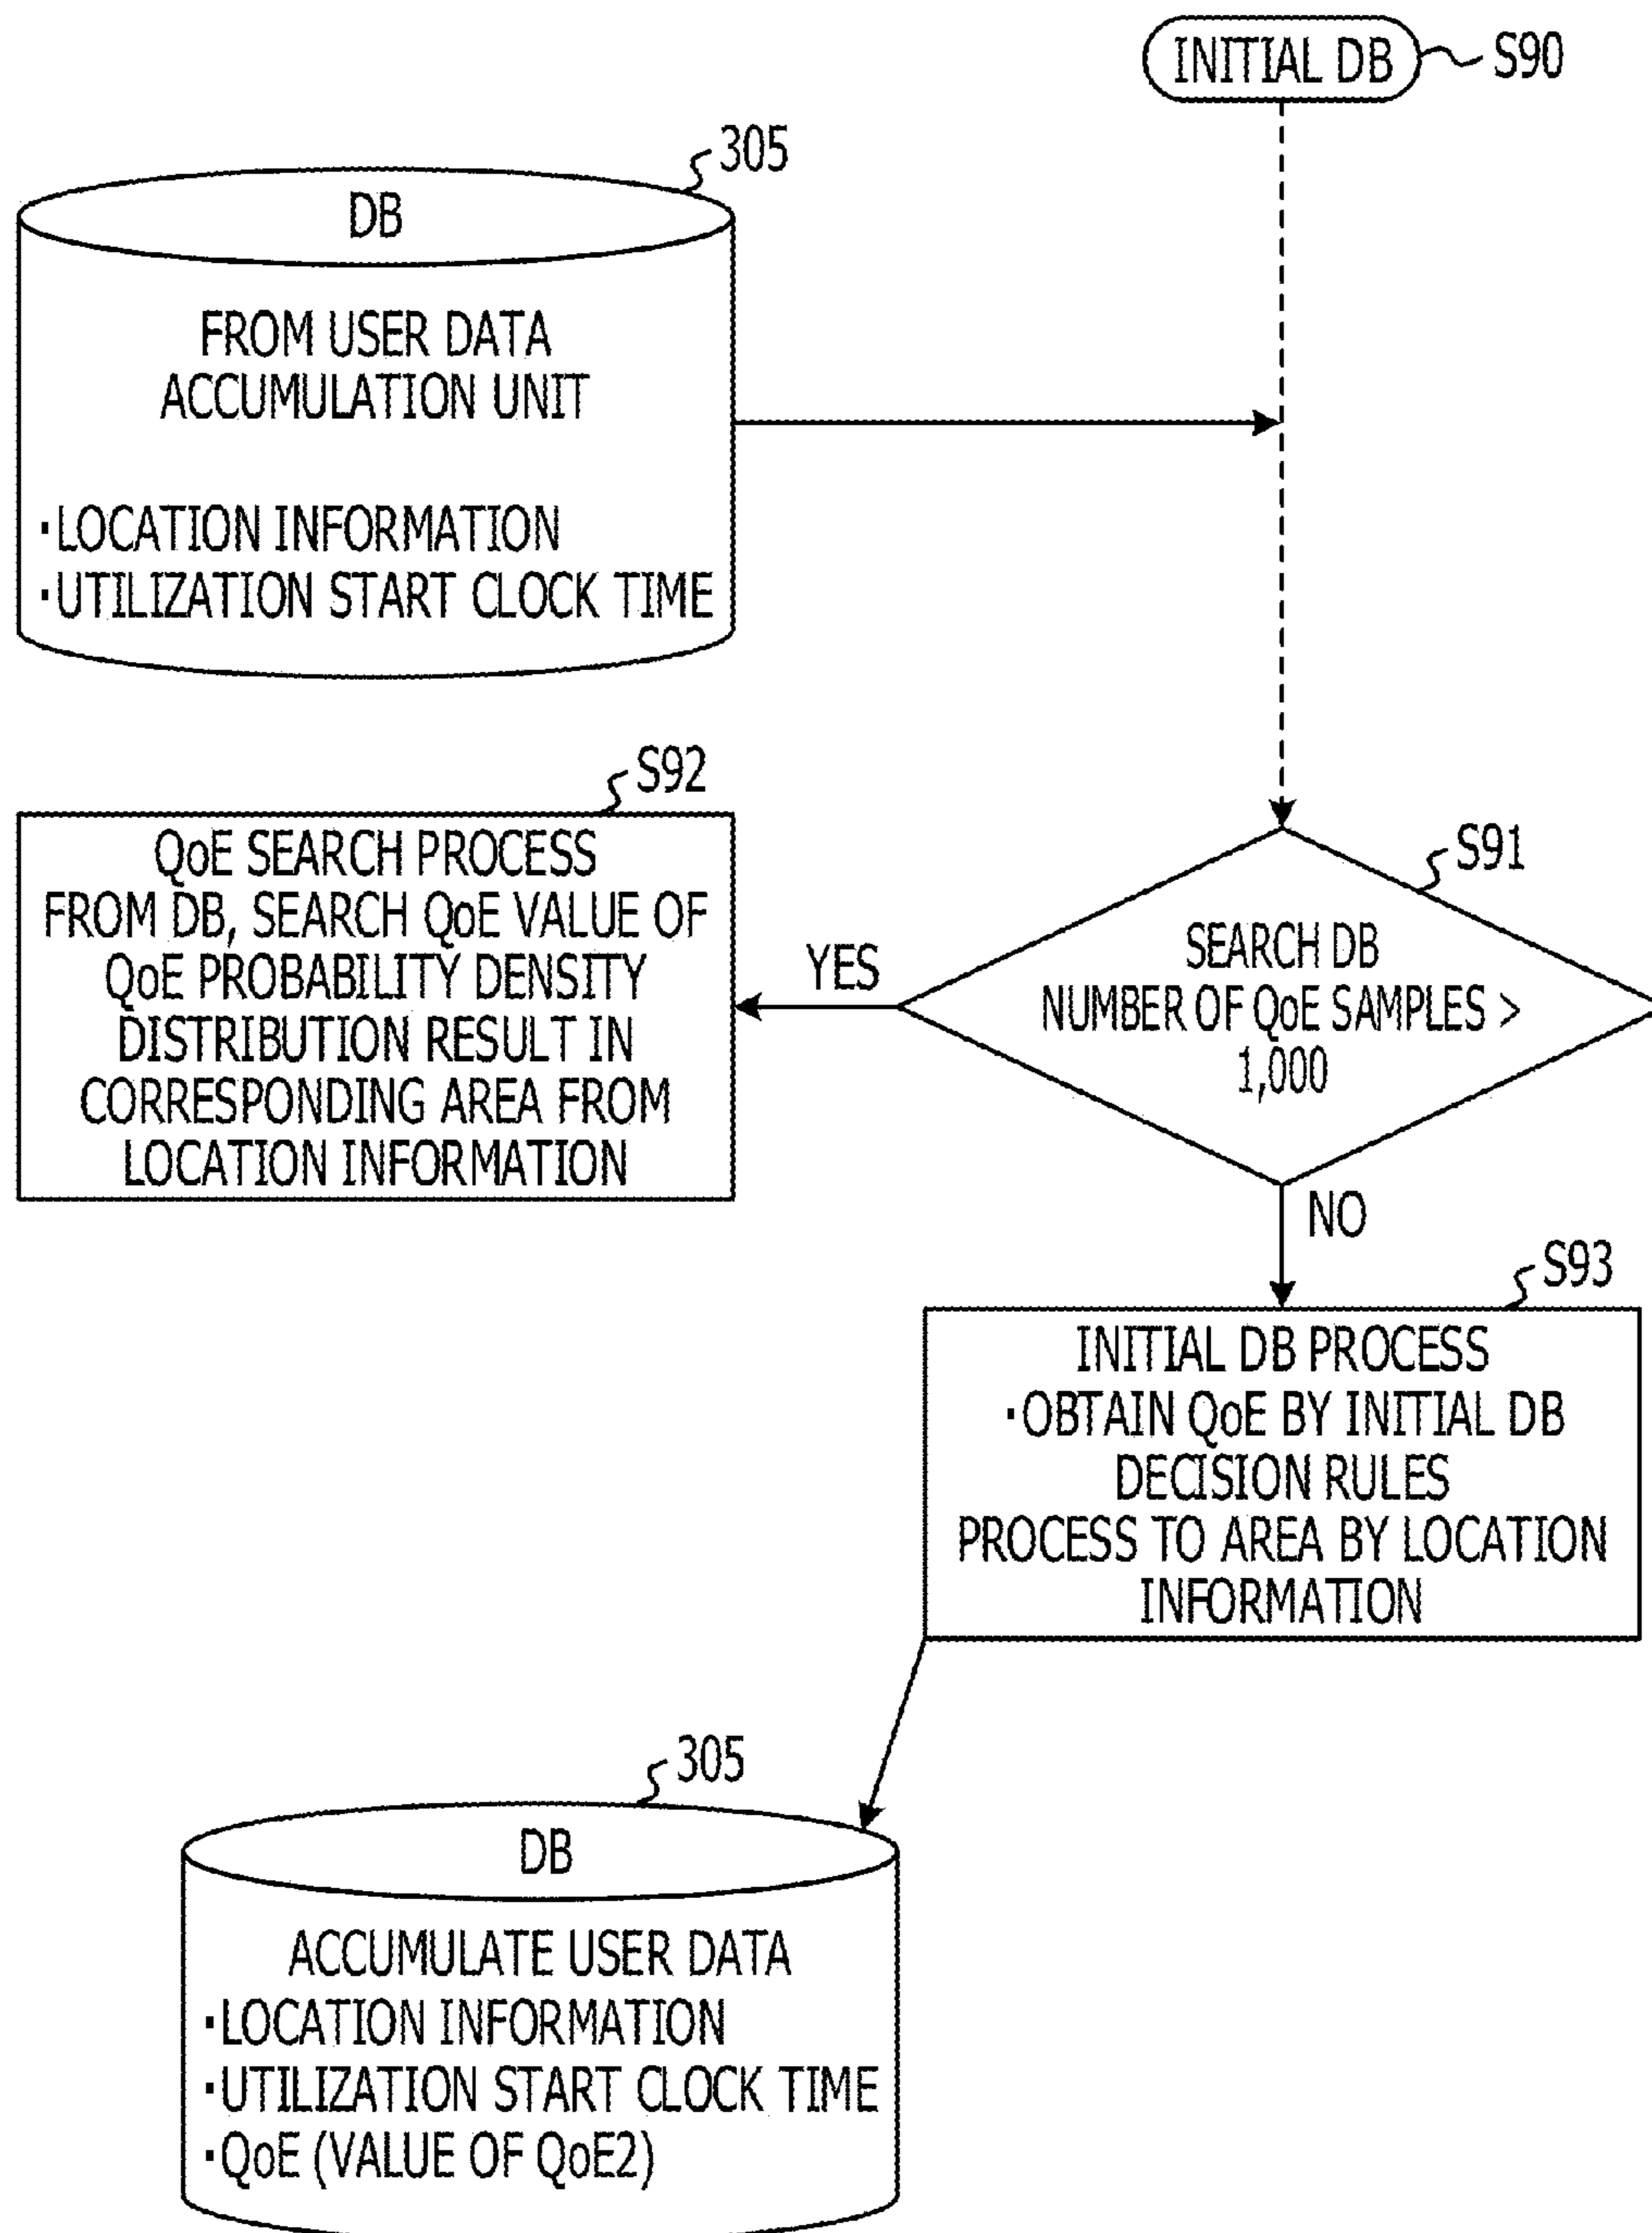 INITIAL DB
S90
305
DB
FROM USER DATA
ACCUMULATION UNIT
·LOCATION INFORMATION
·UTILIZATION START CLOCK TIME
S92
QoE SEARCH PROCESS
FROM DB, SEARCH QoE VALUE OF
QoE PROBABILITY DENSITY
DISTRIBUTION RESULT IN
CORRESPONDING AREA FROM
LOCATION INFORMATION
YES
S91
SEARCH DB
NUMBER OF QoE SAMPLES >
1,000
NO
S93
INITIAL DB PROCESS
·OBTAIN QoE BY INITIAL DB
DECISION RULES
PROCESS TO AREA BY LOCATION
INFORMATION
305
DB
ACCUMULATE USER DATA
·LOCATION INFORMATION
·UTILIZATION START CLOCK TIME
·QoE (VALUE OF QoE2)